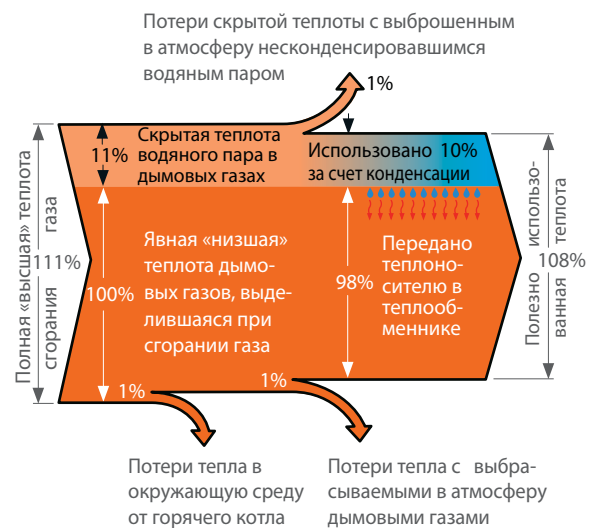 Потери скрытой теплоты с выброшенным
в атмосферу несконденсировавшимся
водяным паром
1%
Полная «высшая» теплота
сгорания газа
111%
11%
Скрытая теплота
водяного пара в
дымовых газах
Использовано 10%
за счет конденсации
100%
Явная «низшая»
теплота дымо-
вых газов, выде-
лившаяся при
сгорании газа
98%
Передано
теплоно-
сителю в
теплооб-
меннике
Полезно использо-
ванная теплота
108%
1%
1%
Потери тепла в
окружающую среду
от горячего котла
Потери тепла с выбра-
сываемыми в атмосферу
дымовыми газами